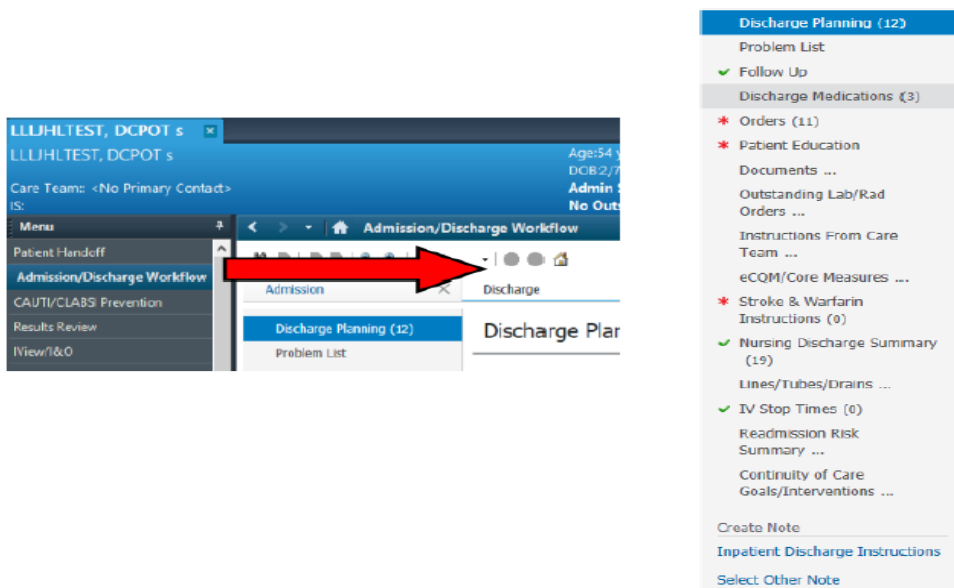 LLLJHLTEST, DCPOT s
LLLJHLTEST, DCPOT s
Age:54 y
DOB:2/7
Care Team: <No Primary Contact>
Admin S
IS:
No Outs
Menu
Admission/Discharge Workflow
Patient Handoff
Admission/Discharge Workflow
CAUTI/CLABSI Prevention
Results Review
IView/I&O
Admission
Discharge
Discharge Planning (12)
Problem List
Discharge Plan
Discharge Planning (12)
Problem List
Follow Up
Discharge Medications (3)
Orders (11)
Patient Education
Documents ...
Outstanding Lab/Rad
Orders ...
Instructions From Care
Team ...
eCQM/Core Measures ...
Stroke & Warfarin
Instructions (0)
Nursing Discharge Summary
(19)
Lines/Tubes/Drains ...
IV Stop Times (0)
Readmission Risk
Summary ...
Continuity of Care
Goals/Interventions ...
Create Note
Inpatient Discharge Instructions
Select Other Note